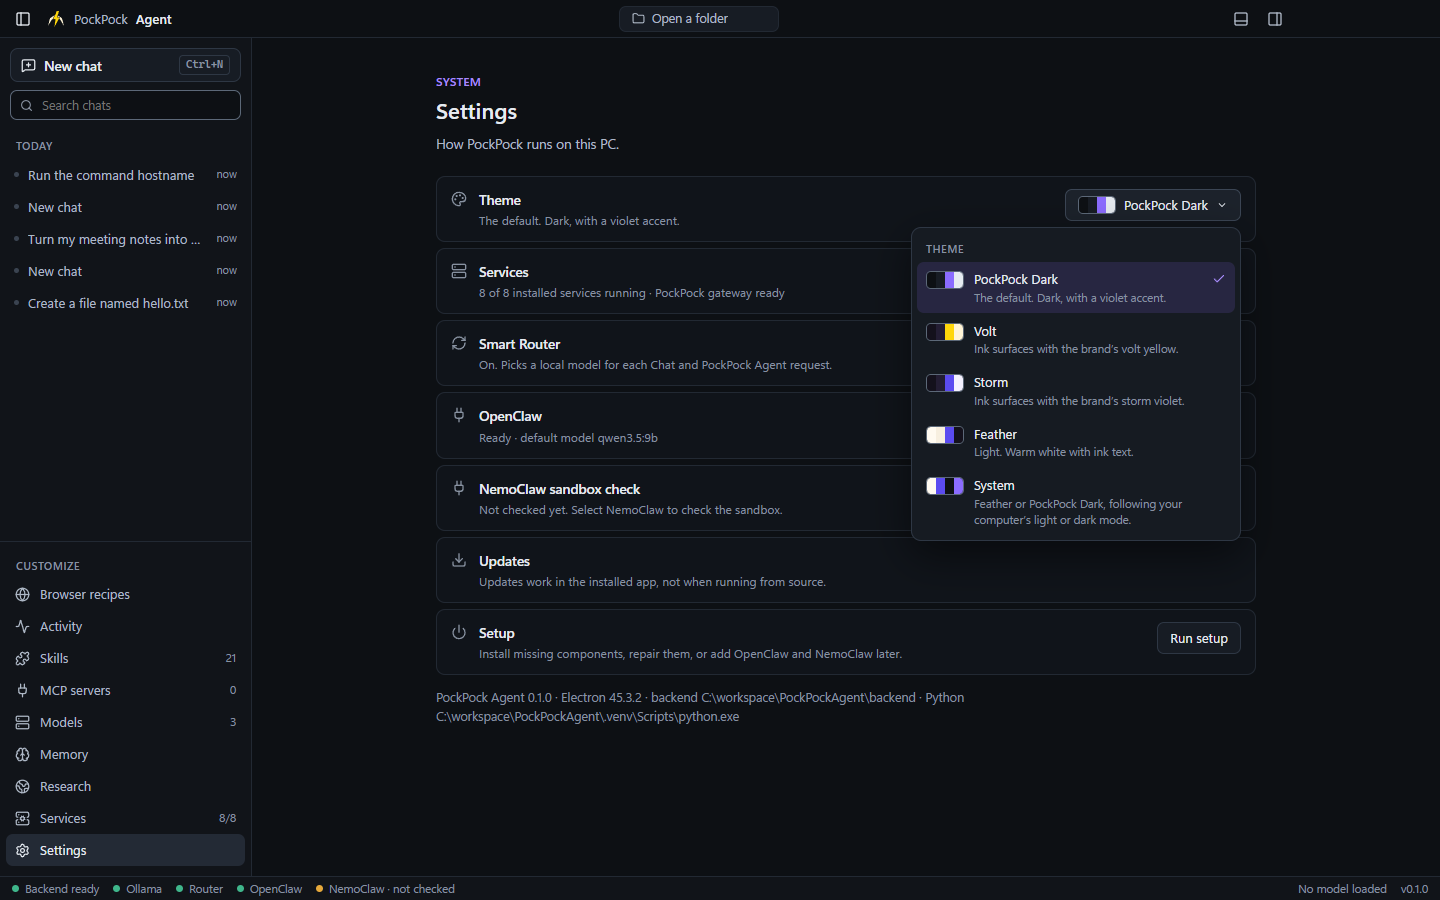 PockPock Agent
Open a folder
New chat
Ctrl+N
Search chats
TODAY
Run the command hostname now
New chat now
Turn my meeting notes into ... now
New chat now
Create a file named hello.txt now
CUSTOMIZE
Browser recipes
Activity
Skills 21
MCP servers 0
Models 3
Memory
Research
Services 8/8
Settings
SYSTEM
Settings
How PockPock runs on this PC.
Theme
The default. Dark, with a violet accent.
PockPock Dark
Services
8 of 8 installed services running · PockPock gateway ready
Smart Router
On. Picks a local model for each Chat and PockPock Agent request.
OpenClaw
Ready · default model qwen3.5:9b
NemoClaw sandbox check
Not checked yet. Select NemoClaw to check the sandbox.
Updates
Updates work in the installed app, not when running from source.
Setup
Install missing components, repair them, or add OpenClaw and NemoClaw later.
Run setup
THEME
PockPock Dark
The default. Dark, with a violet accent.
Volt
Ink surfaces with the brand's volt yellow.
Storm
Ink surfaces with the brand's storm violet.
Feather
Light. Warm white with ink text.
System
Feather or PockPock Dark, following your
computer's light or dark mode.
PockPock Agent 0.1.0 · Electron 45.3.2 · backend C:\workspace\PockPockAgent\backend · Python
C:\workspace\PockPockAgent\.venv\Scripts\python.exe
Backend ready
Ollama
Router
OpenClaw
NemoClaw · not checked
No model loaded
v0.1.0